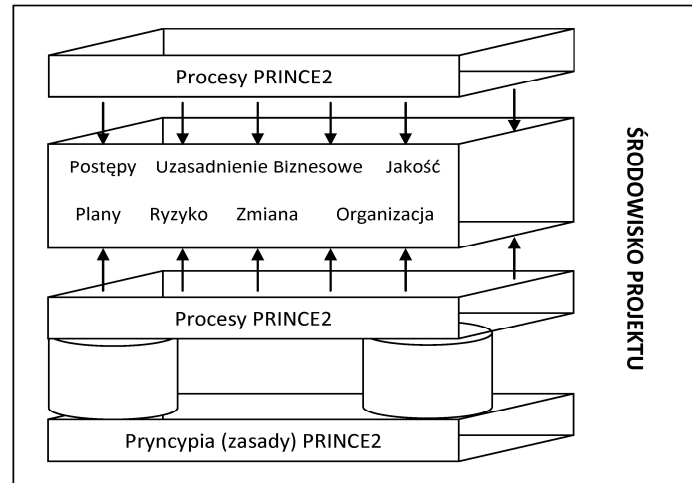 Procesy PRINCE2
Postępy Uzasadnienie Biznesowe Jakość
Plany Ryzyko Zmiana Organizacja
Procesy PRINCE2
Pryncypia (zasady) PRINCE2
ŚRODOWISKO PROJEKTU